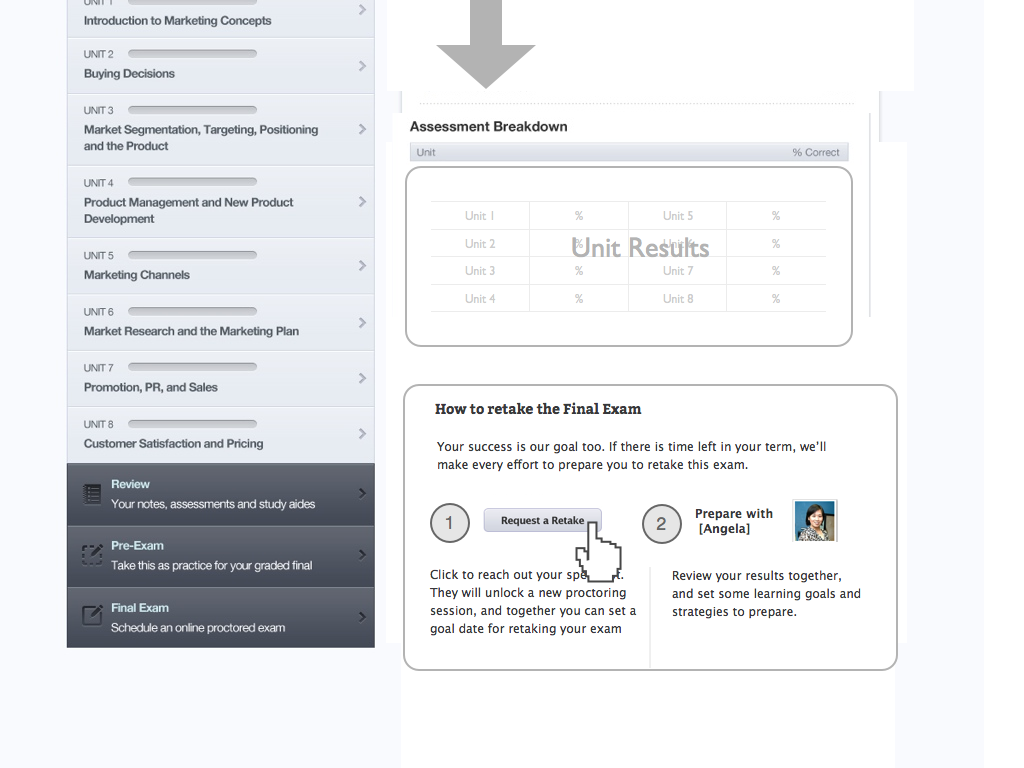 UNIT 1
Introduction to Marketing Concepts
UNIT 2
Buying Decisions
UNIT 3
Market Segmentation, Targeting, Positioning
and the Product
UNIT 4
Product Management and New Product
Development
UNIT 5
Marketing Channels
UNIT 6
Market Research and the Marketing Plan
UNIT 7
Promotion, PR, and Sales
UNIT 8
Customer Satisfaction and Pricing
Review
Your notes, assessments and study aides
Pre-Exam
Take this as practice for your graded final
Final Exam
Schedule an online proctored exam
Assessment Breakdown
Unit % Correct
Unit Results
Unit 1 % Unit 5 %
Unit 2 % %
Unit 3 % Unit 7 %
Unit 4 % Unit 8 %
How to retake the Final Exam
Your success is our goal too. If there is time left in your term, we'll
make every effort to prepare you to retake this exam.
1
Request a Retake
Click to reach out your
They will unlock a new proctoring
session, and together you can set a
goal date for retaking your exam
2
Prepare with
[Angela]
Review your results together,
and set some learning goals and
strategies to prepare.